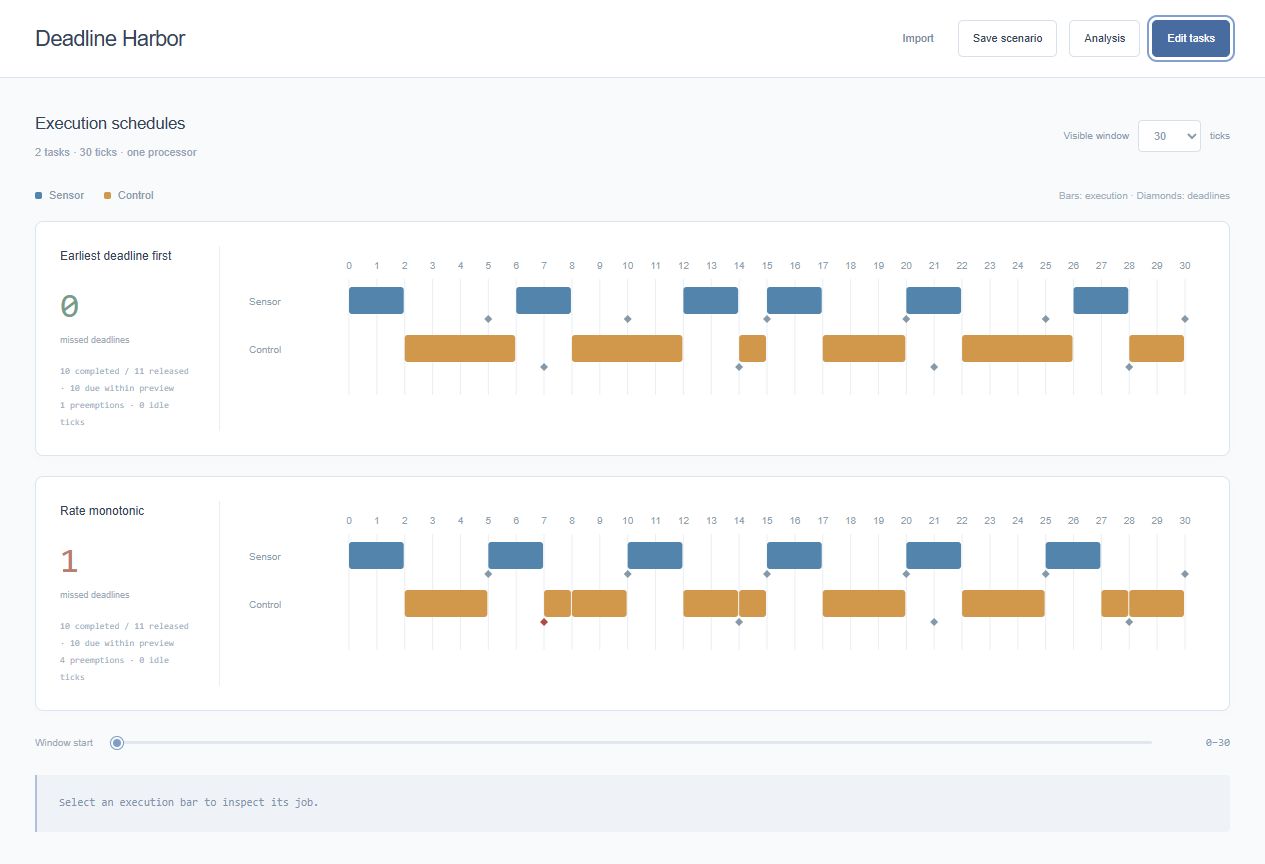 Deadline Harbor
Import
Save scenario
Analysis
Edit tasks
Execution schedules
2 tasks · 30 ticks · one processor
Visible window
30
ticks
Sensor
Control
Bars: execution · Diamonds: deadlines
Earliest deadline first
0
missed deadlines
10 completed / 11 released
· 10 due within preview
1 preemptions · 0 idle
ticks
0 1 2 3 4 5 6 7 8 9 10 11 12 13 14 15 16 17 18 19 20 21 22 23 24 25 26 27 28 29 30
Sensor
Control
Rate monotonic
1
missed deadlines
10 completed / 11 released
· 10 due within preview
4 preemptions · 0 idle
ticks
0 1 2 3 4 5 6 7 8 9 10 11 12 13 14 15 16 17 18 19 20 21 22 23 24 25 26 27 28 29 30
Sensor
Control
Window start
0–30
Select an execution bar to inspect its job.